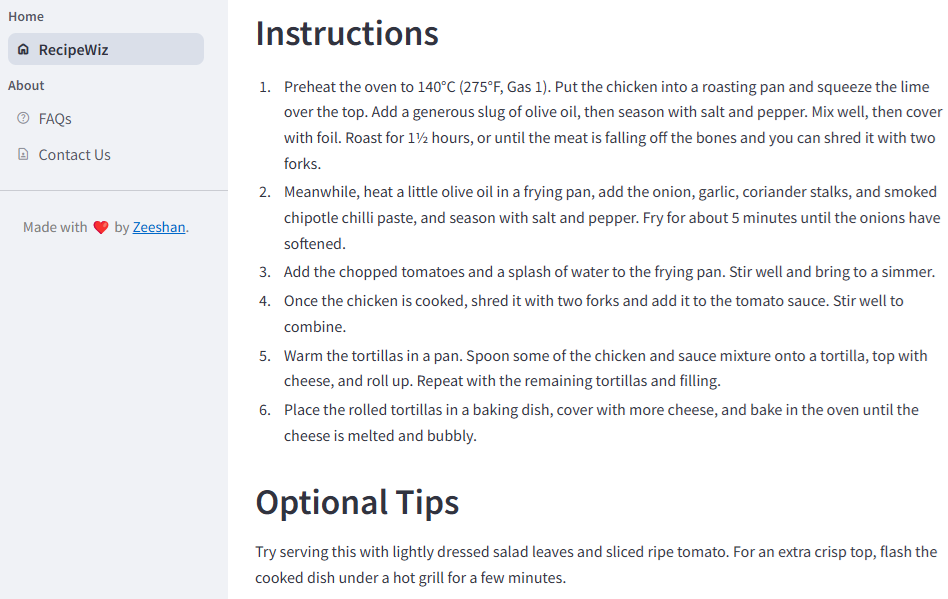 Home
RecipeWiz
About
FAQs
Contact Us
Made with ❤️ by Zeeshan.
Instructions
1. Preheat the oven to 140°C (275°F, Gas 1). Put the chicken into a roasting pan and squeeze the lime
over the top. Add a generous slug of olive oil, then season with salt and pepper. Mix well, then cover
with foil. Roast for 1½ hours, or until the meat is falling off the bones and you can shred it with two
forks.
2. Meanwhile, heat a little olive oil in a frying pan, add the onion, garlic, coriander stalks, and smoked
chipotle chilli paste, and season with salt and pepper. Fry for about 5 minutes until the onions have
softened.
3. Add the chopped tomatoes and a splash of water to the frying pan. Stir well and bring to a simmer.
4. Once the chicken is cooked, shred it with two forks and add it to the tomato sauce. Stir well to
combine.
5. Warm the tortillas in a pan. Spoon some of the chicken and sauce mixture onto a tortilla, top with
cheese, and roll up. Repeat with the remaining tortillas and filling.
6. Place the rolled tortillas in a baking dish, cover with more cheese, and bake in the oven until the
cheese is melted and bubbly.
Optional Tips
Try serving this with lightly dressed salad leaves and sliced ripe tomato. For an extra crisp top, flash the
cooked dish under a hot grill for a few minutes.